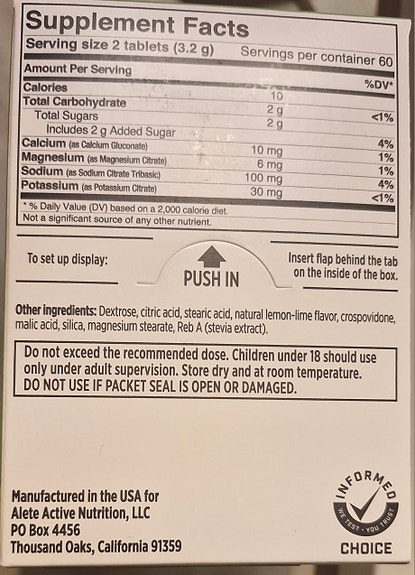 Supplement Facts
Serving size 2 tablets (3.2 g) Servings per container 60
Amount Per Serving %DV*
Calories 10
Total Carbohydrate 2 g <1%
Total Sugars 2 g
Includes 2 g Added Sugar 4%
Calcium (as Calcium Gluconate) 10 mg 1%
Magnesium (as Magnesium Citrate) 6 mg 1%
Sodium (as Sodium Citrate Tribasic) 100 mg 4%
Potassium (as Potassium Citrate) 30 mg <1%
* % Daily Value (DV) based on a 2,000 calorie diet.
Not a significant source of any other nutrient.
To set up display:
PUSH IN
Insert flap behind the tab
on the inside of the box.
Other ingredients: Dextrose, citric acid, stearic acid, natural lemon-lime flavor, crospovidone,
malic acid, silica, magnesium stearate, Reb A (stevia extract).
Do not exceed the recommended dose. Children under 18 should use
only under adult supervision. Store dry and at room temperature.
DO NOT USE IF PACKET SEAL IS OPEN OR DAMAGED.
Manufactured in the USA for
Alete Active Nutrition, LLC
PO Box 4456
Thousand Oaks, California 91359
INFORMED
WE TEST · YOU TRUST
CHOICE